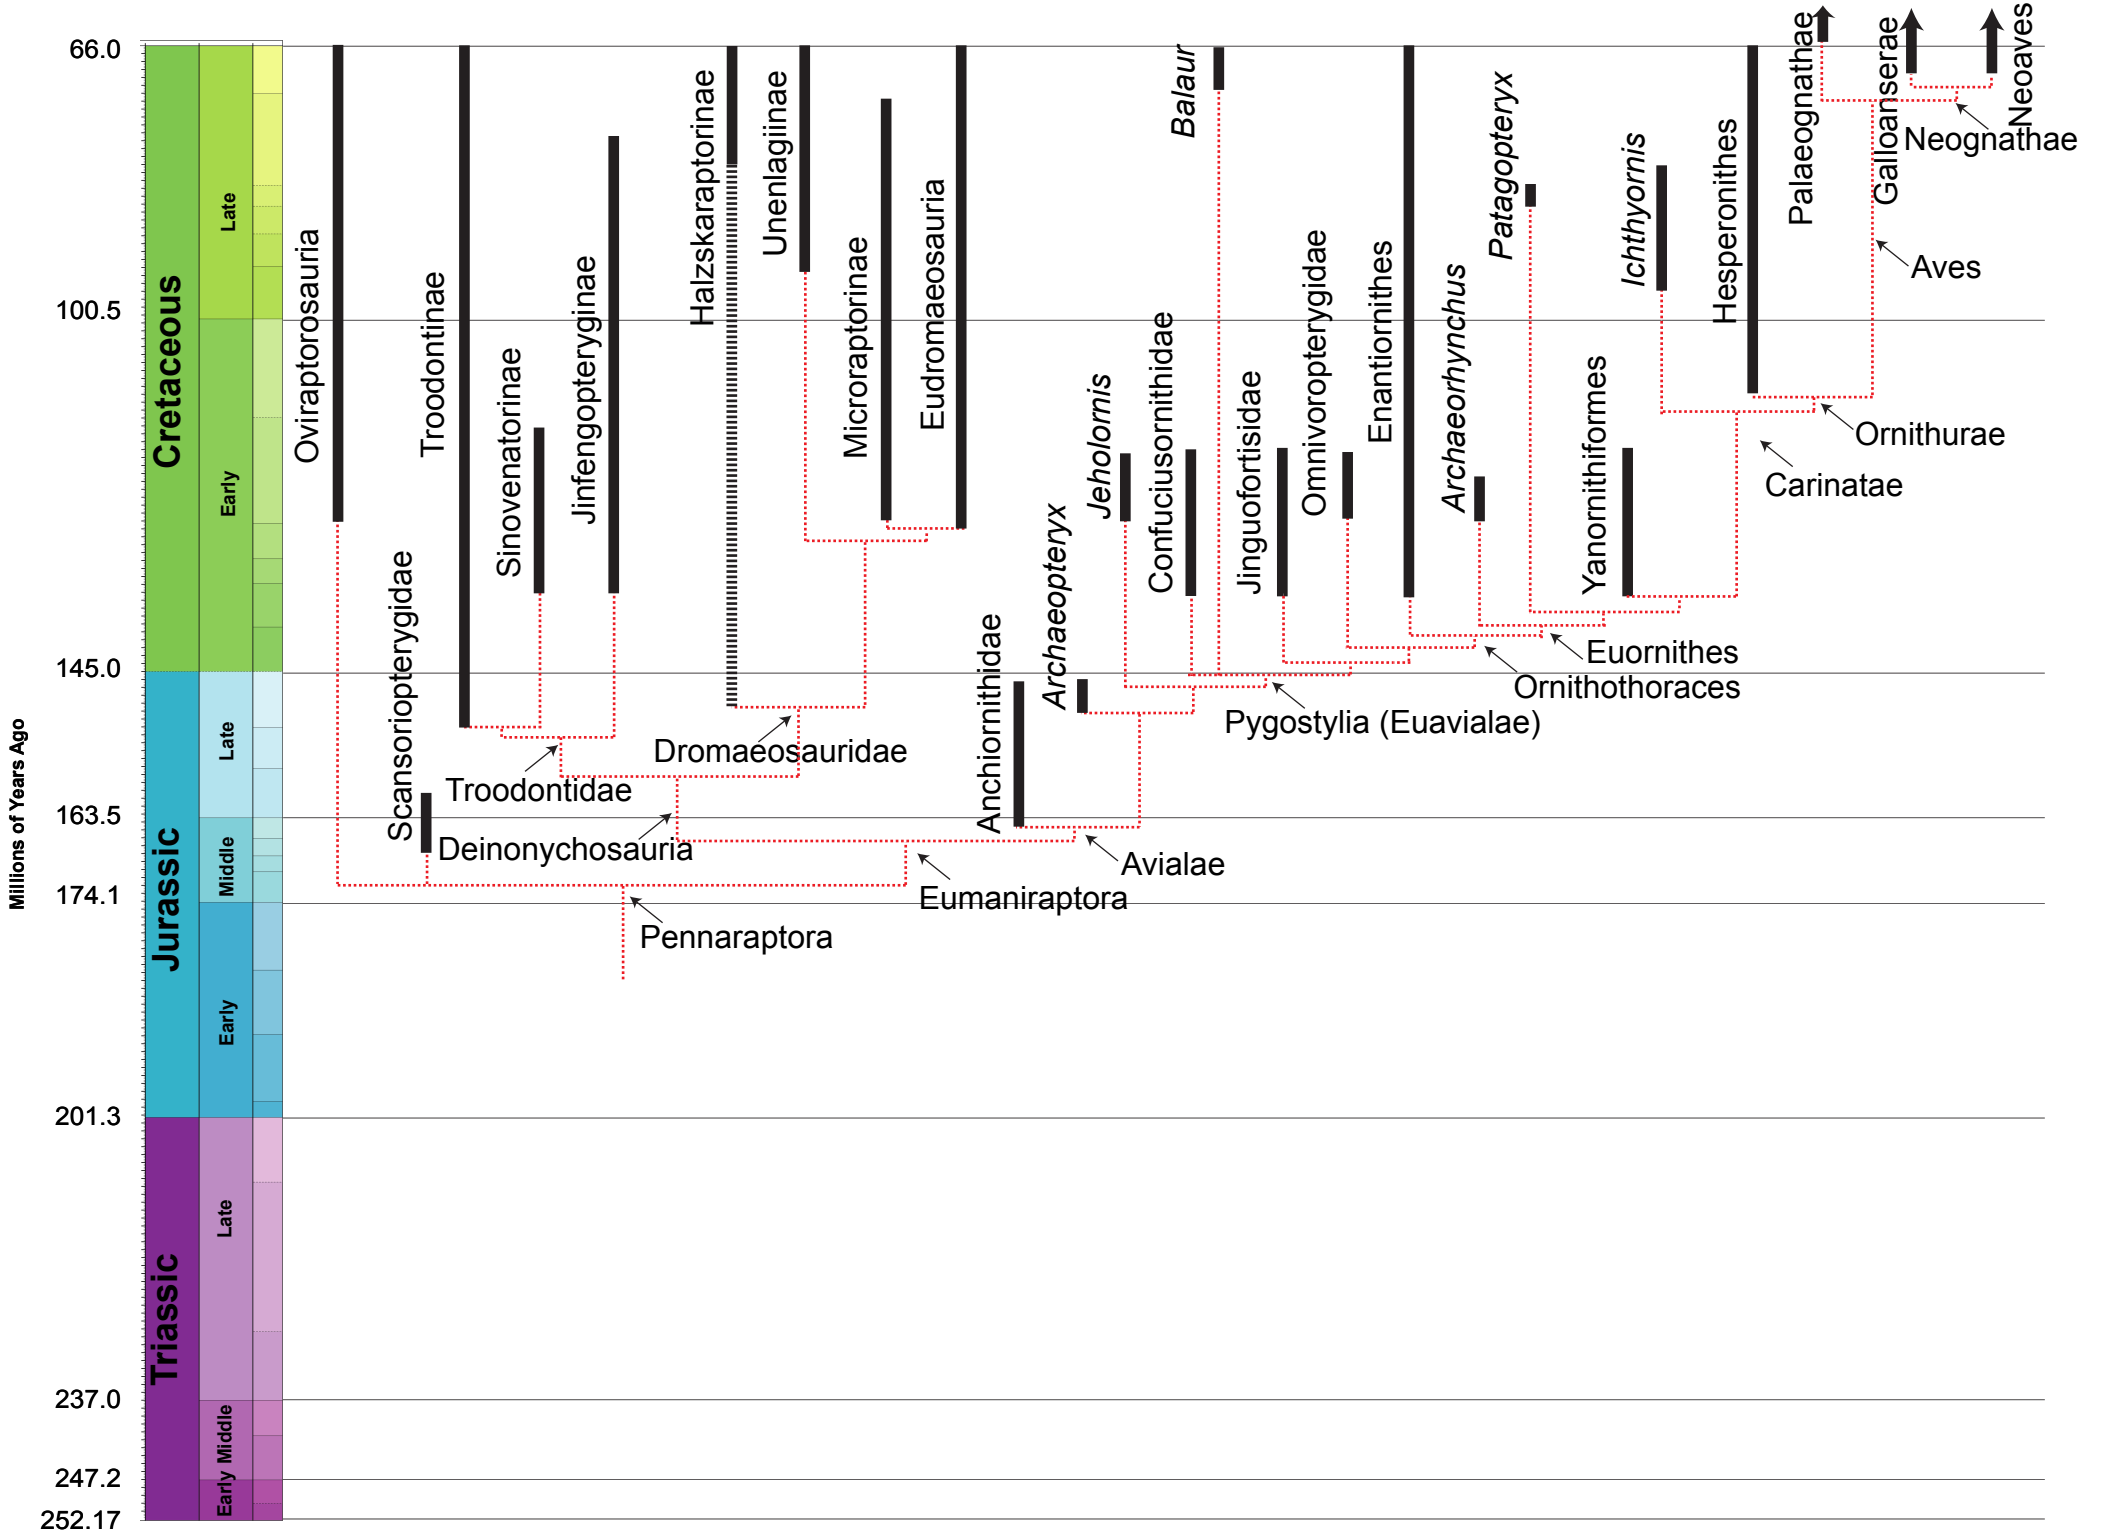 Millions of Years Ago
66.0
100.5
145.0
163.5
174.1
201.3
237.0
247.2
252.17
Cretaceous
Jurassic
Triassic
Late
Early
Late
Middle
Early
Late
Middle
Early
Oviraptorosauria
Scansoriopterygidae
Troodontinae
Sinovenatorinae
Jinfengopteryginae
Halzskaraptorinae
Unenlagiinae
Microraptorinae
Eudromaeosauria
Anchiornithidae
Archaeopteryx
Jeholornis
Confuciusornithidae
Balaur
Jinguofortisidae
Omnivoropterygidae
Enantiornithes
Archaeorhynchus
Patagopteryx
Yanornithiformes
Ichthyornis
Hesperonithes
Palaeognathae
Galloanserae
Neoaves
Neognathae
Aves
Ornithurae
Carinatae
Euornithes
Ornithothoraces
Pygostylia (Euavialae)
Dromaeosauridae
Troodontidae
Deinonychosauria
Avialae
Eumaniraptora
Pennaraptora